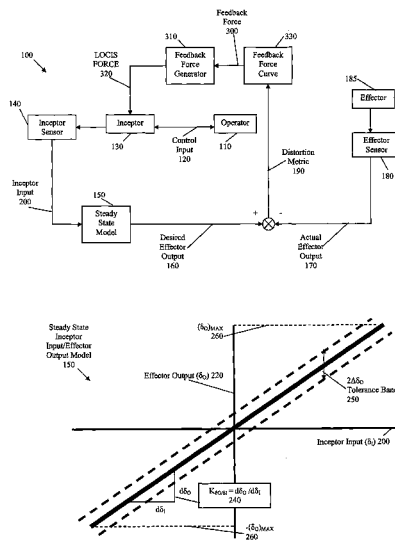 Feedback
Force
300
310
330
100
LOCIS
FORCE
320
Feedback
Force
Generator
Feedback
Force
Curve
185
Effector
140
Inceptor
Sensor
Inceptor
130
Control
Input
120
Operator
110
Effector
Sensor
180
Distortion
Metric
190
Inceptor
Input
200
150
Steady
State
Model
+
-
Desired
Effector
Output
160
Actual
Effector
Output
170
Steady State
Inceptor
Input/Effector
Output Model
150
(δO)MAX
260
Effector Output (δO) 220
2ΔδO
Tolerance Band
250
Inceptor Input (δI) 200
dδO
dδI
KδO/δI = dδO /dδI
240
-(δO)MAX
260